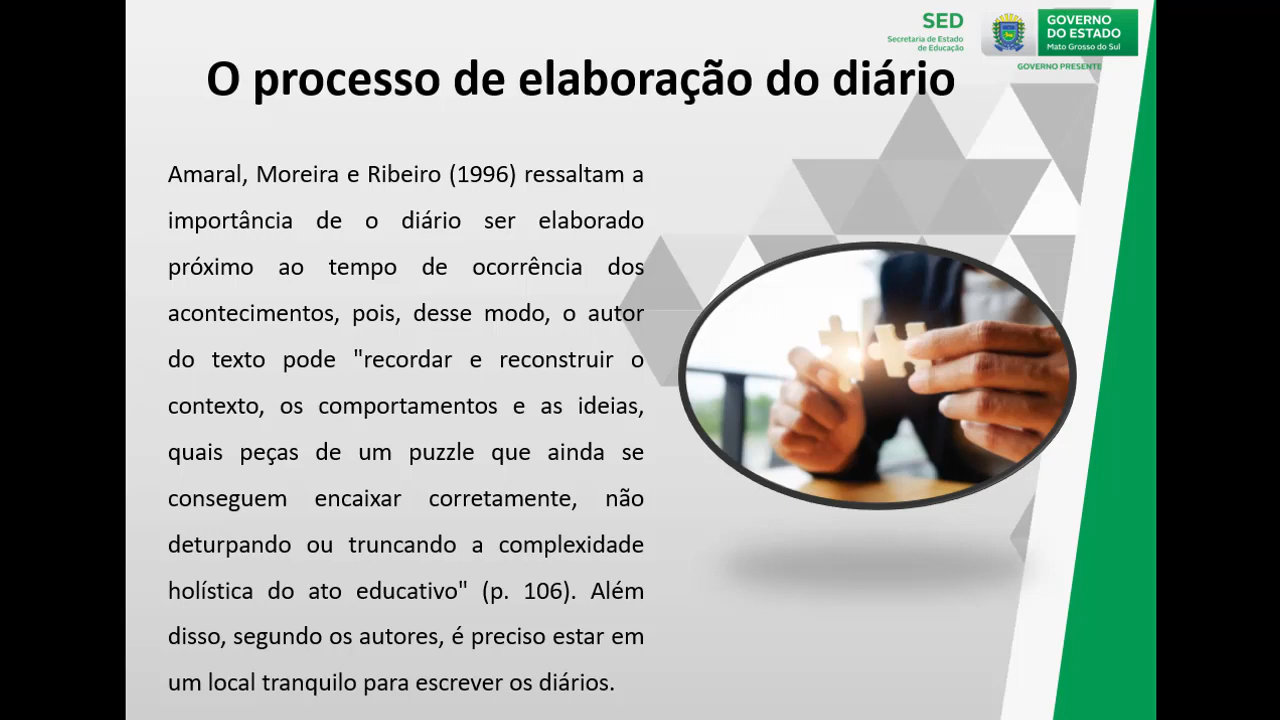 SED
Secretaria de Estado
de Educação
GOVERNO
DO ESTADO
Mato Grosso do Sul
GOVERNO PRESENTE
O processo de elaboração do diário
Amaral, Moreira e Ribeiro (1996) ressaltam a
importância de o diário ser elaborado
próximo ao tempo de ocorrência dos
acontecimentos, pois, desse modo, o autor
do texto pode "recordar e reconstruir o
contexto, os comportamentos e as ideias,
quais peças de um puzzle que ainda se
conseguem encaixar corretamente, não
deturpando ou truncando a complexidade
holística do ato educativo" (p. 106). Além
disso, segundo os autores, é preciso estar em
um local tranquilo para escrever os diários.